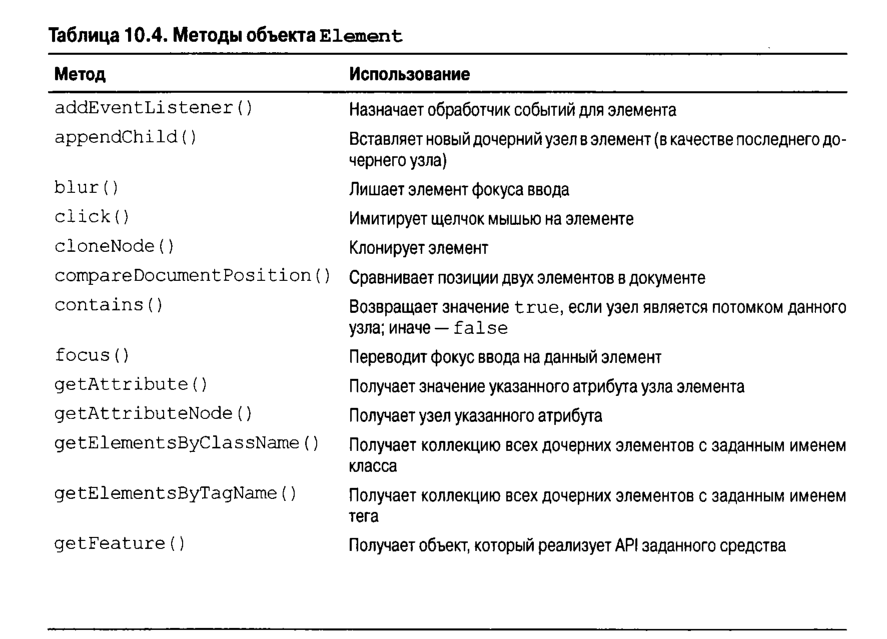 Таблица 10.4. Методы объекта Element
Метод Использование
addEventListener() Назначает обработчик событий для элемента
appendChild() Вставляет новый дочерний узел в элемент (в качестве последнего до-
чернего узла)
blur() Лишает элемент фокуса ввода
click() Имитирует щелчок мышью на элементе
cloneNode() Клонирует элемент
compareDocumentPosition() Сравнивает позиции двух элементов в документе
contains() Возвращает значение true, если узел является потомком данного
узла; иначе — false
focus() Переводит фокус ввода на данный элемент
getAttribute() Получает значение указанного атрибута узла элемента
getAttributeNode() Получает узел указанного атрибута
getElementsByClassName() Получает коллекцию всех дочерних элементов с заданным именем
класса
getElementsByTagName() Получает коллекцию всех дочерних элементов с заданным именем
тега
getFeature() Получает объект, который реализует API заданного средства